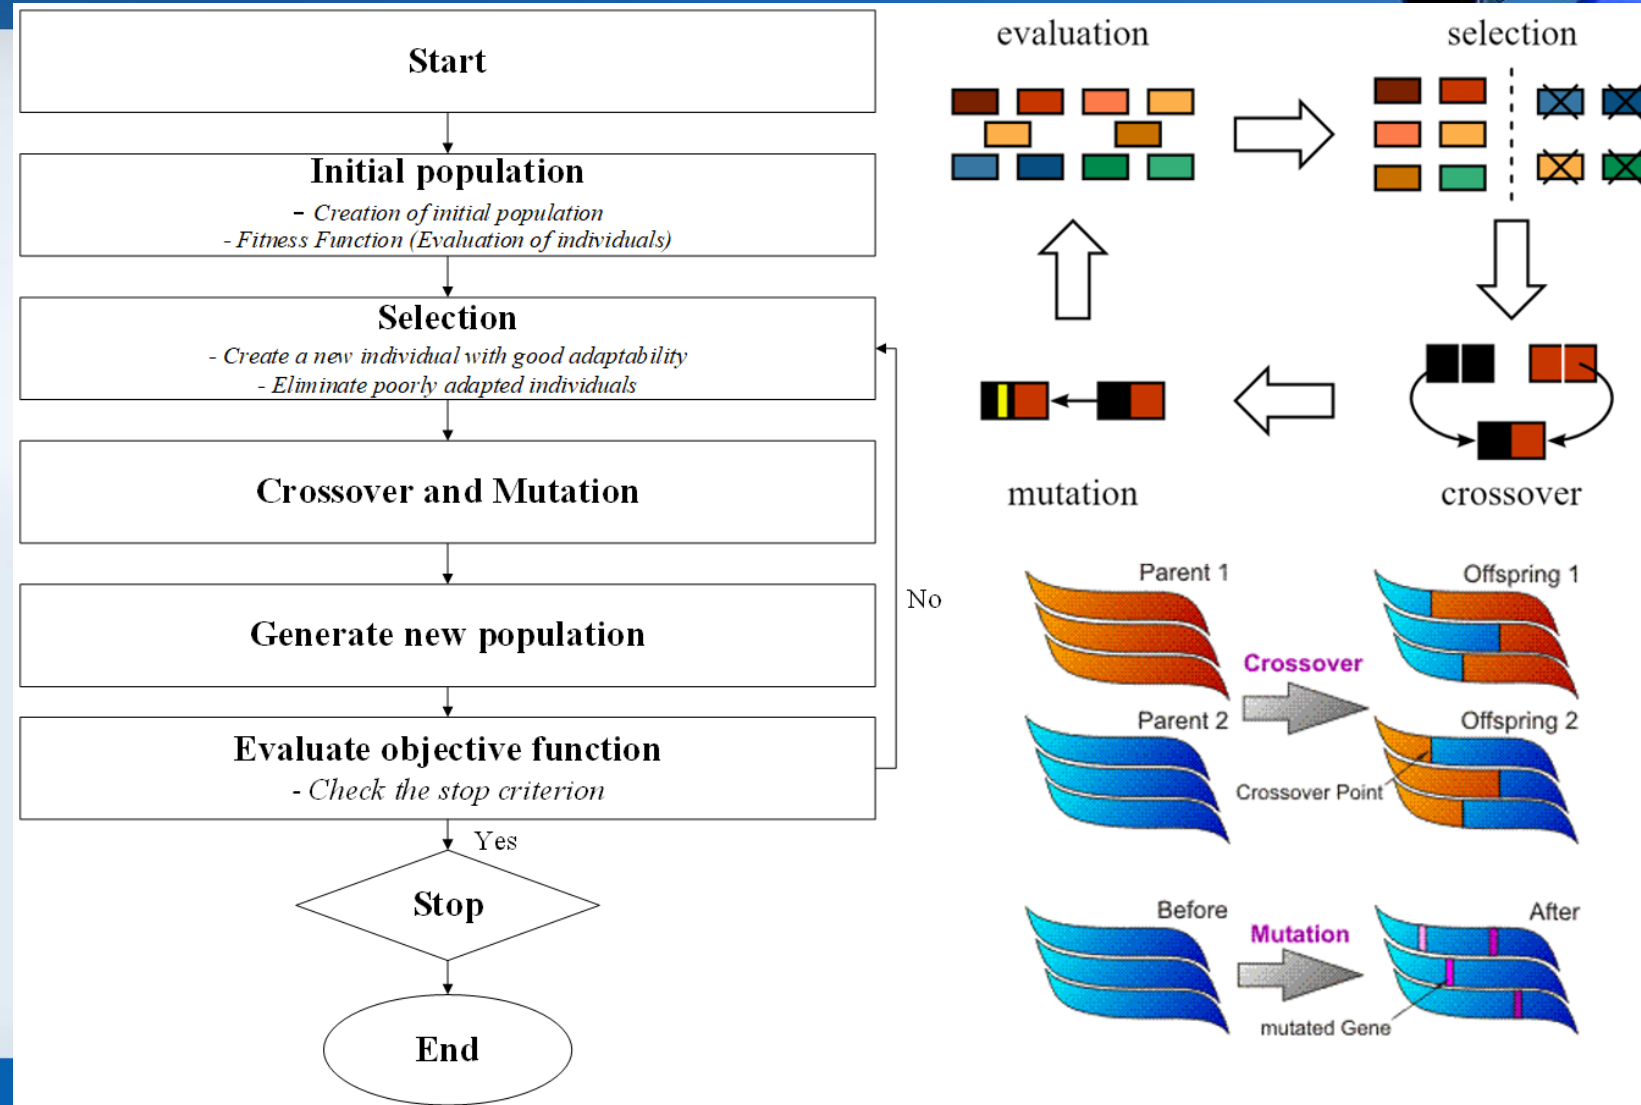 Start
Initial population
- Creation of initial population
- Fitness Function (Evaluation of individuals)
Selection
- Create a new individual with good adaptability
- Eliminate poorly adapted individuals
Crossover and Mutation
Generate new population
Evaluate objective function
- Check the stop criterion
No
Yes
Stop
End
evaluation
selection
mutation
crossover
Parent 1
Offspring 1
Crossover
Parent 2
Offspring 2
Crossover Point
Before
After
Mutation
mutated Gene